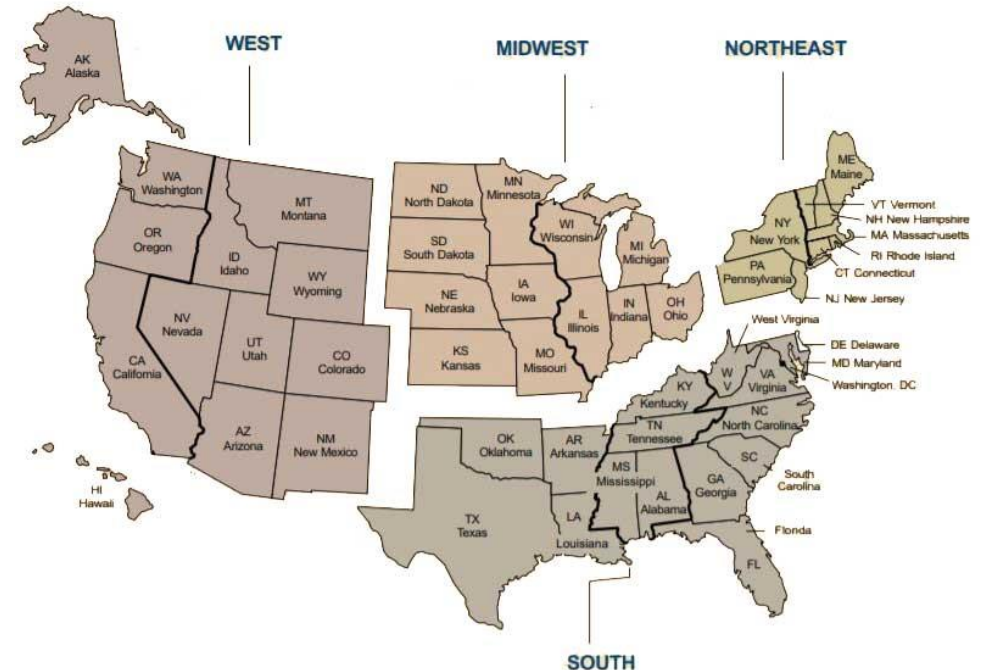 WEST
MIDWEST
NORTHEAST
AK
Alaska
WA
Washington
OR
Oregon
CA
California
NV
Nevada
ID
Idaho
MT
Montana
WY
Wyoming
UT
Utah
CO
Colorado
AZ
Arizona
NM
New Mexico
HI
Hawaii
ND
North Dakota
SD
South Dakota
NE
Nebraska
KS
Kansas
MN
Minnesota
IA
Iowa
MO
Missouri
WI
Wisconsin
IL
Illinois
MI
Michigan
IN
Indiana
OH
Ohio
ME
Maine
VT Vermont
NH New Hampshire
MA Massachusetts
RI Rhode Island
CT Connecticut
NY
New York
PA
Pennsylvania
NJ New Jersey
West Virginia
DE Delaware
MD Maryland
Washington. DC
W
V
VA
Virginia
KY
Kentucky
NC
North Carolina
TN
Tennessee
SC
South
Carolina
OK
Oklahoma
AR
Arkansas
MS
Mississippi
AL
Alabama
GA
Georgia
TX
Texas
LA
Louisiana
Florida
FL
SOUTH